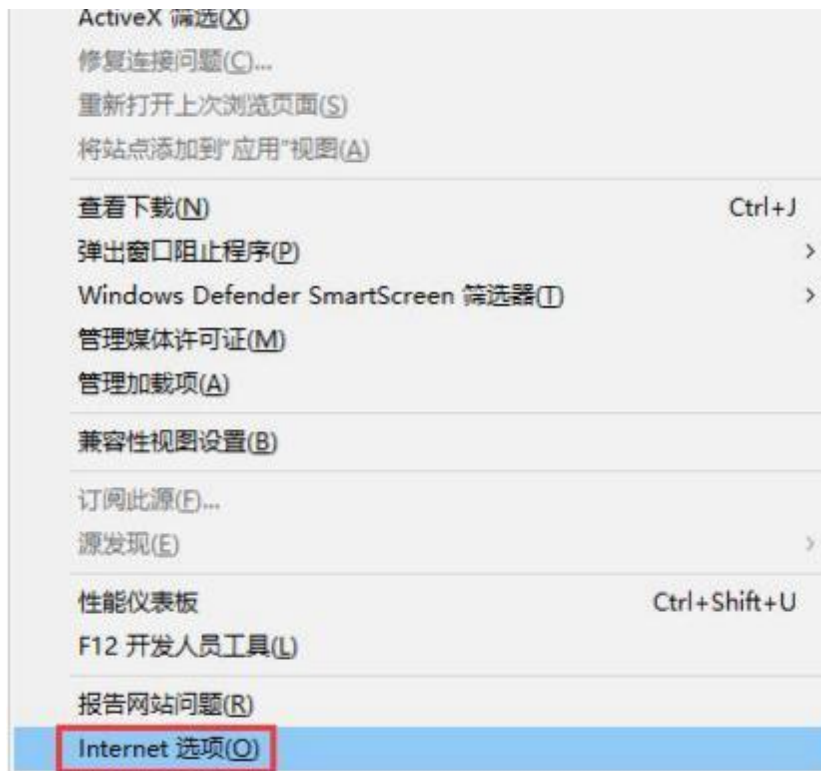 ActiveX 筛选(X)
修复连接问题(C)...
重新打开上次浏览页面(S)
将站点添加到“应用”视图(A)
查看下载(N) Ctrl+J
弹出窗口阻止程序(P)
Windows Defender SmartScreen 筛选器(T)
管理媒体许可证(M)
管理加载项(A)
兼容性视图设置(B)
订阅此源(F)...
源发现(E)
性能仪表板 Ctrl+Shift+U
F12 开发人员工具(L)
报告网站问题(R)
Internet 选项(O)